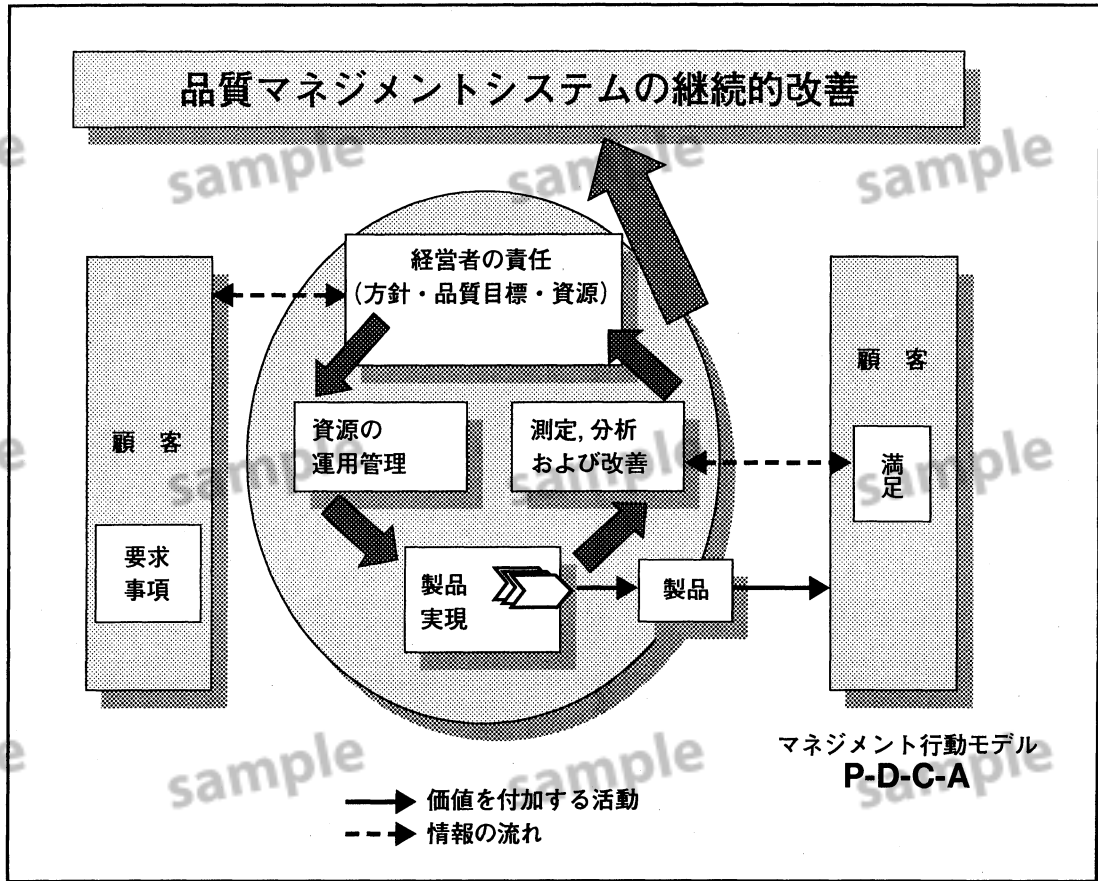 品質マネジメントシステムの継続的改善
経営者の責任
(方針・品質目標・資源)
顧 客
要求
事項
資源の
運用管理
測定, 分析
および改善
製品
実現
製品
顧 客
満
足
マネジメント行動モデル
P-D-C-A
価値を付加する活動
情報の流れ
sample
sample
sample
sample
sample
sample
sample
sample
sample